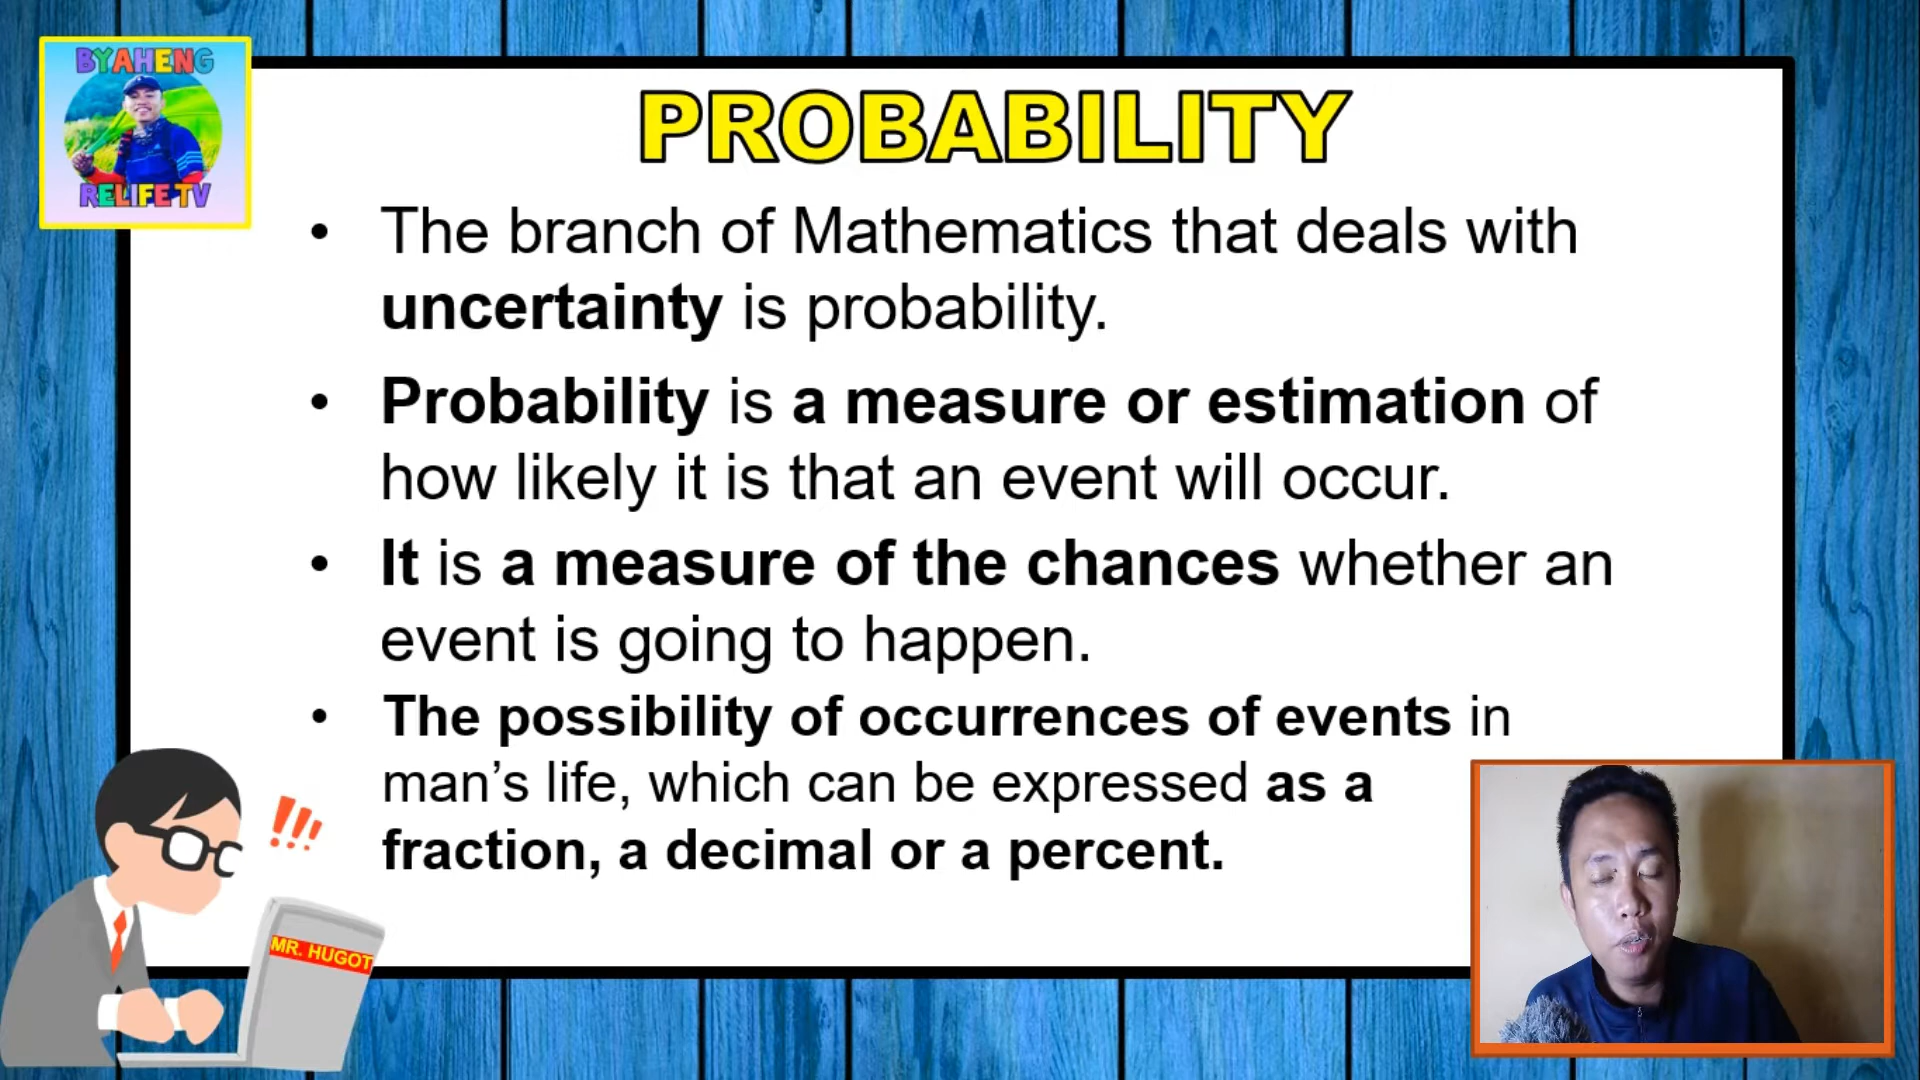 BYAHENG
RELIFE TV
PROBABILITY
• The branch of Mathematics that deals with
uncertainty is probability.
• Probability is a measure or estimation of
how likely it is that an event will occur.
• It is a measure of the chances whether an
event is going to happen.
• The possibility of occurrences of events in
man’s life, which can be expressed as a
fraction, a decimal or a percent.
!!!
MR. HUGOT